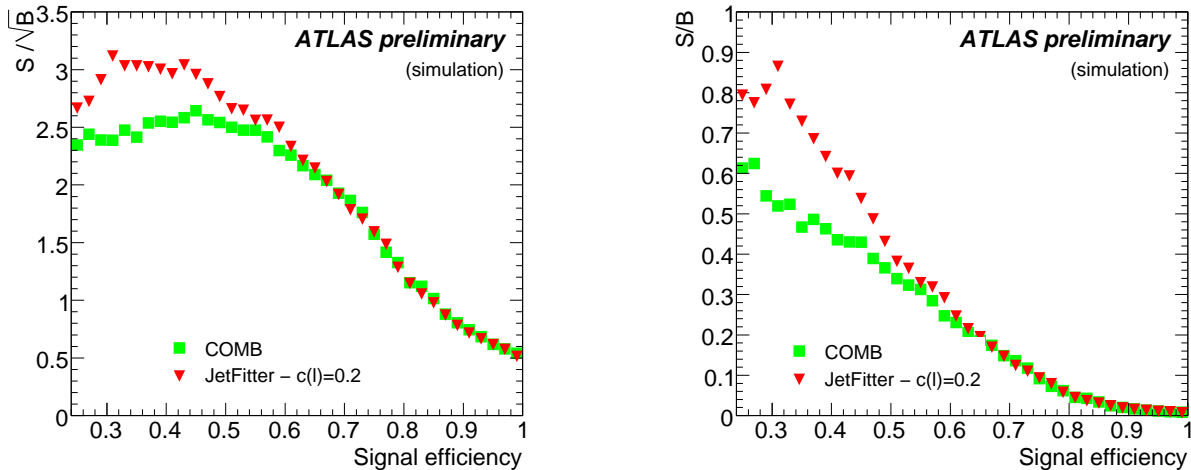 S/√B
3.5
3
2.5
2
1.5
1
0.5
0
ATLAS preliminary
(simulation)
COMB
JetFitter – c(l)=0.2
0.3 0.4 0.5 0.6 0.7 0.8 0.9 1
Signal efficiency
S/B
1
0.9
0.8
0.7
0.6
0.5
0.4
0.3
0.2
0.1
0
ATLAS preliminary
(simulation)
COMB
JetFitter – c(l)=0.2
0.3 0.4 0.5 0.6 0.7 0.8 0.9 1
Signal efficiency